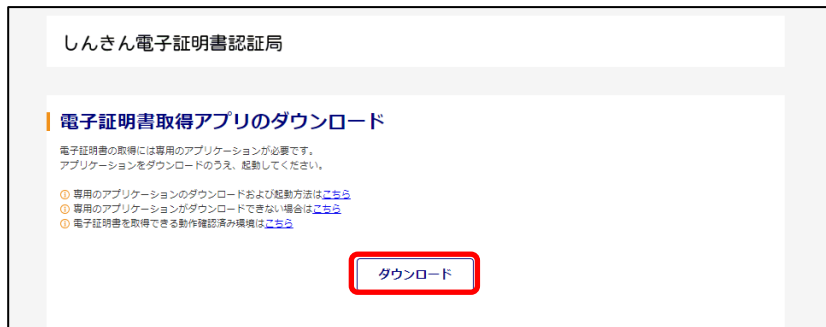 しんきん電子証明書認証局
電子証明書取得アプリのダウンロード
電子証明書の取得には専用のアプリケーションが必要です。
アプリケーションをダウンロードのうえ、起動してください。
専用のアプリケーションのダウンロードおよび起動方法はこちら
専用のアプリケーションがダウンロードできない場合はこちら
電子証明書を取得できる動作確認済み環境はこちら
ダウンロード